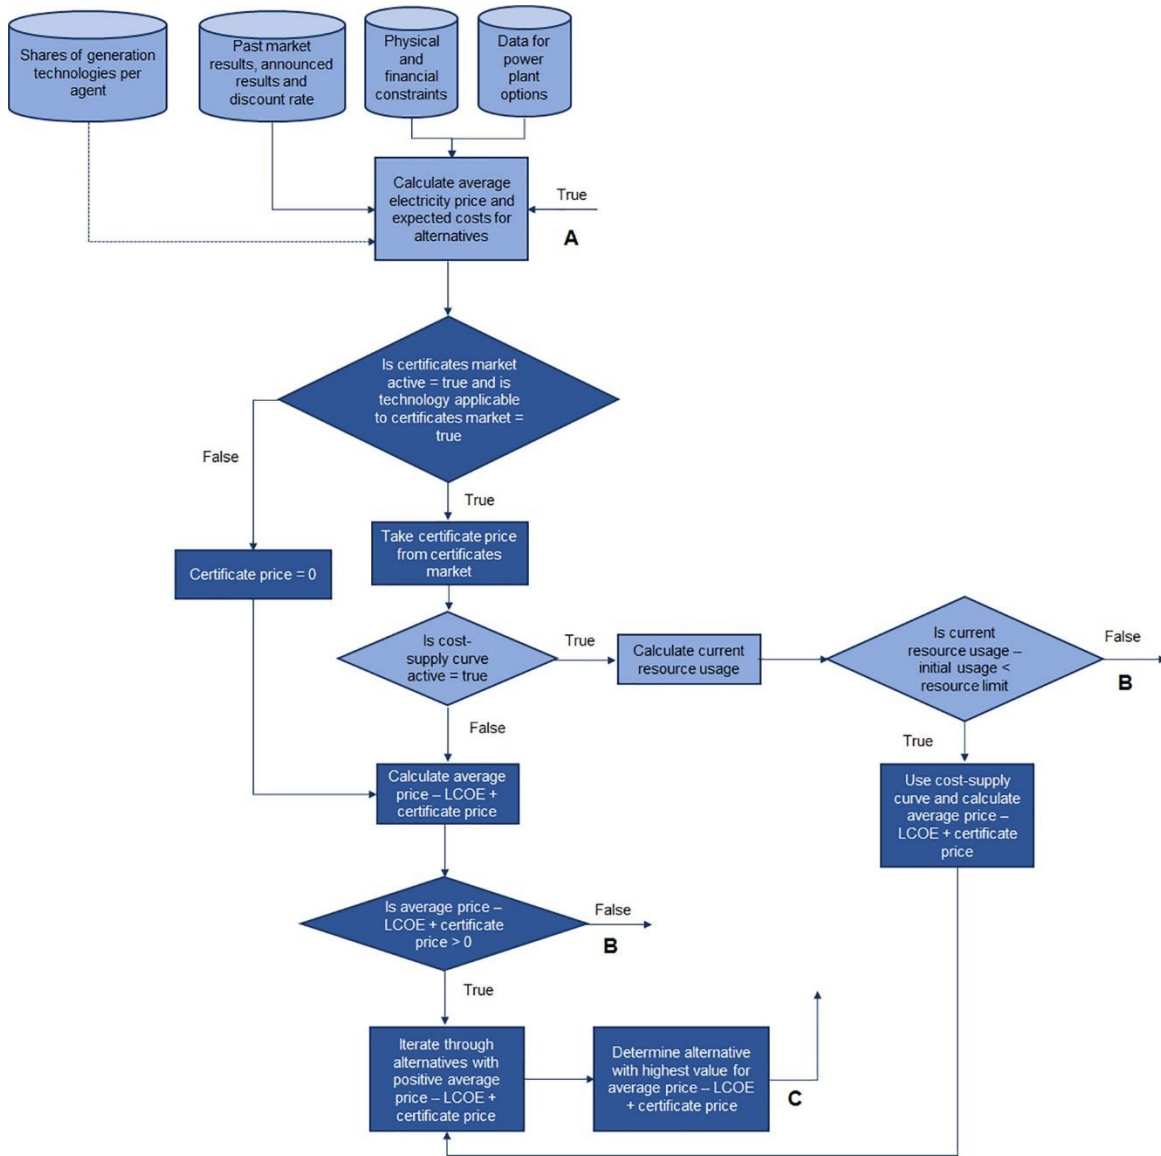 Shares of generation
technologies per
agent
Past market
results, announced
results and
discount rate
Physical
and
financial
constraints
Data for
power
plant
options
Calculate average
electricity price and
expected costs for
alternatives
True
A
Is certificates market
active = true and is
technology applicable
to certificates market =
true
False
True
Certificate price = 0
Take certificate price
from certificates
market
Is cost-
supply curve
active = true
True
Calculate current
resource usage
Is current
resource usage –
initial usage <
resource limit
False
B
False
True
Calculate average
price – LCOE +
certificate price
Use cost-supply
curve and calculate
average price –
LCOE + certificate
price
Is average price –
LCOE + certificate
price > 0
False
B
True
Iterate through
alternatives with
positive average
price – LCOE +
certificate price
Determine alternative
with highest value for
average price – LCOE
+ certificate price
C